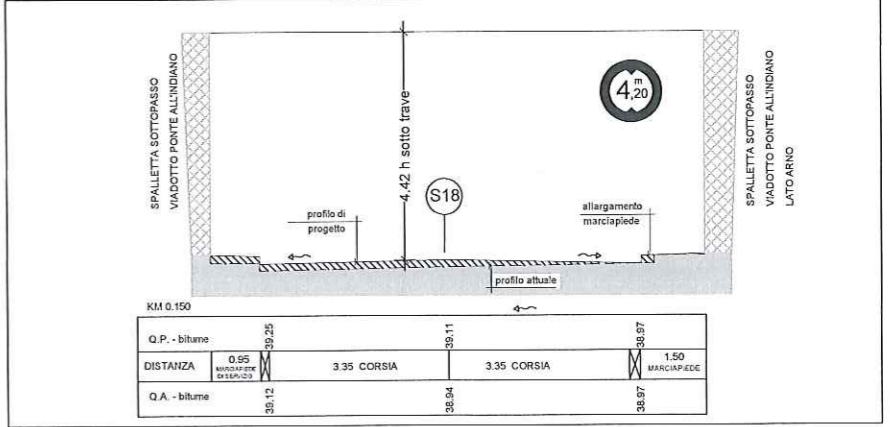 SPALLETTA SOTTOPASSO
VIADOTTO PONTE ALL'INDIANO
4.42 h sotto trave
4,20 m
SPALLETTA SOTTOPASSO
VIADOTTO PONTE ALL'INDIANO
LATO ARNO
S18
profilo di
progetto
allargamento
marciapiede
profilo attuale
KM 0.150
Q.P. - bitume 39.25 39.11 38.97
DISTANZA 0.95 MARCIAPIEDE DI SERVIZIO 3.35 CORSIA 3.35 CORSIA 1.50 MARCIAPIEDE
Q.A. - bitume 39.12 38.94 38.97